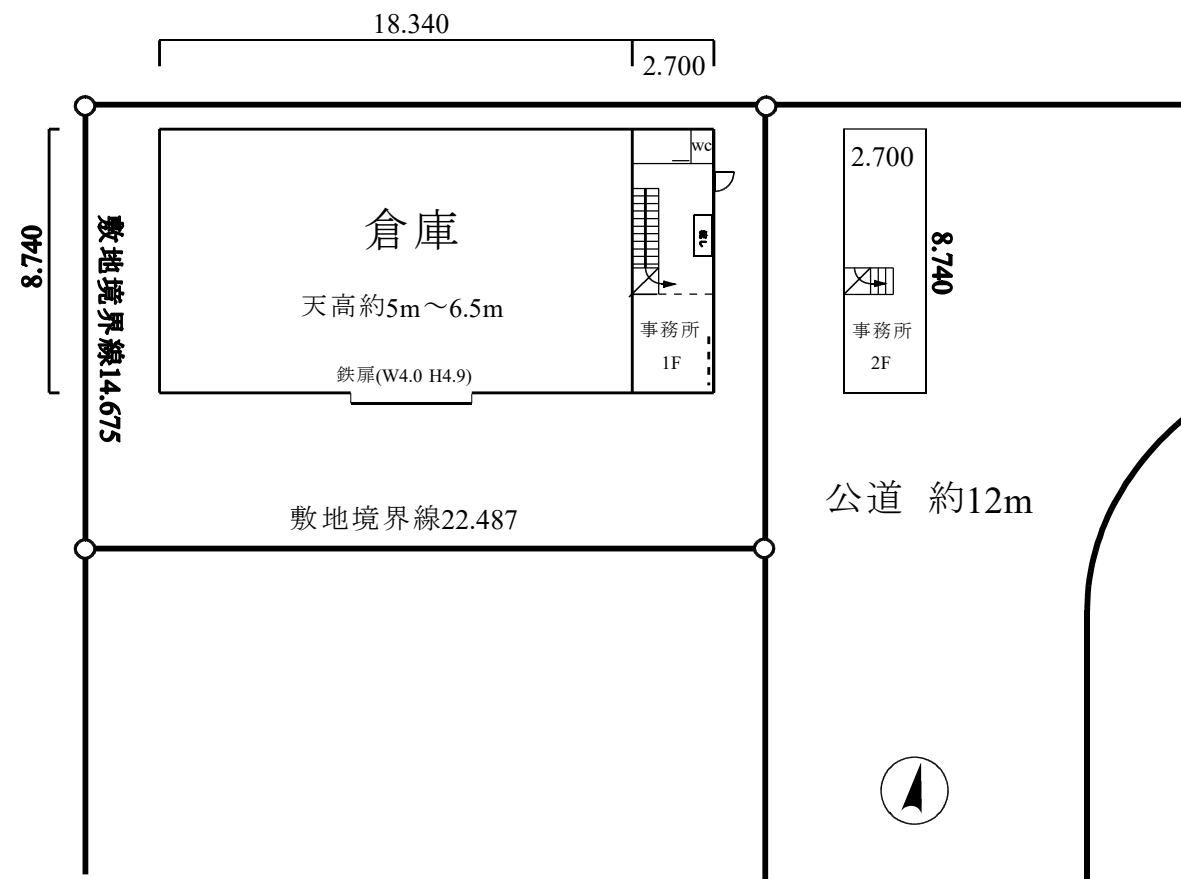 18.340
2.700
wc
2.700
倉庫
8.740
敷地境界線14.675
8.740
天高約5m～6.5m
事務所
1F
事務所
2F
鉄扉(W4.0 H4.9)
公道 約12m
敷地境界線22.487